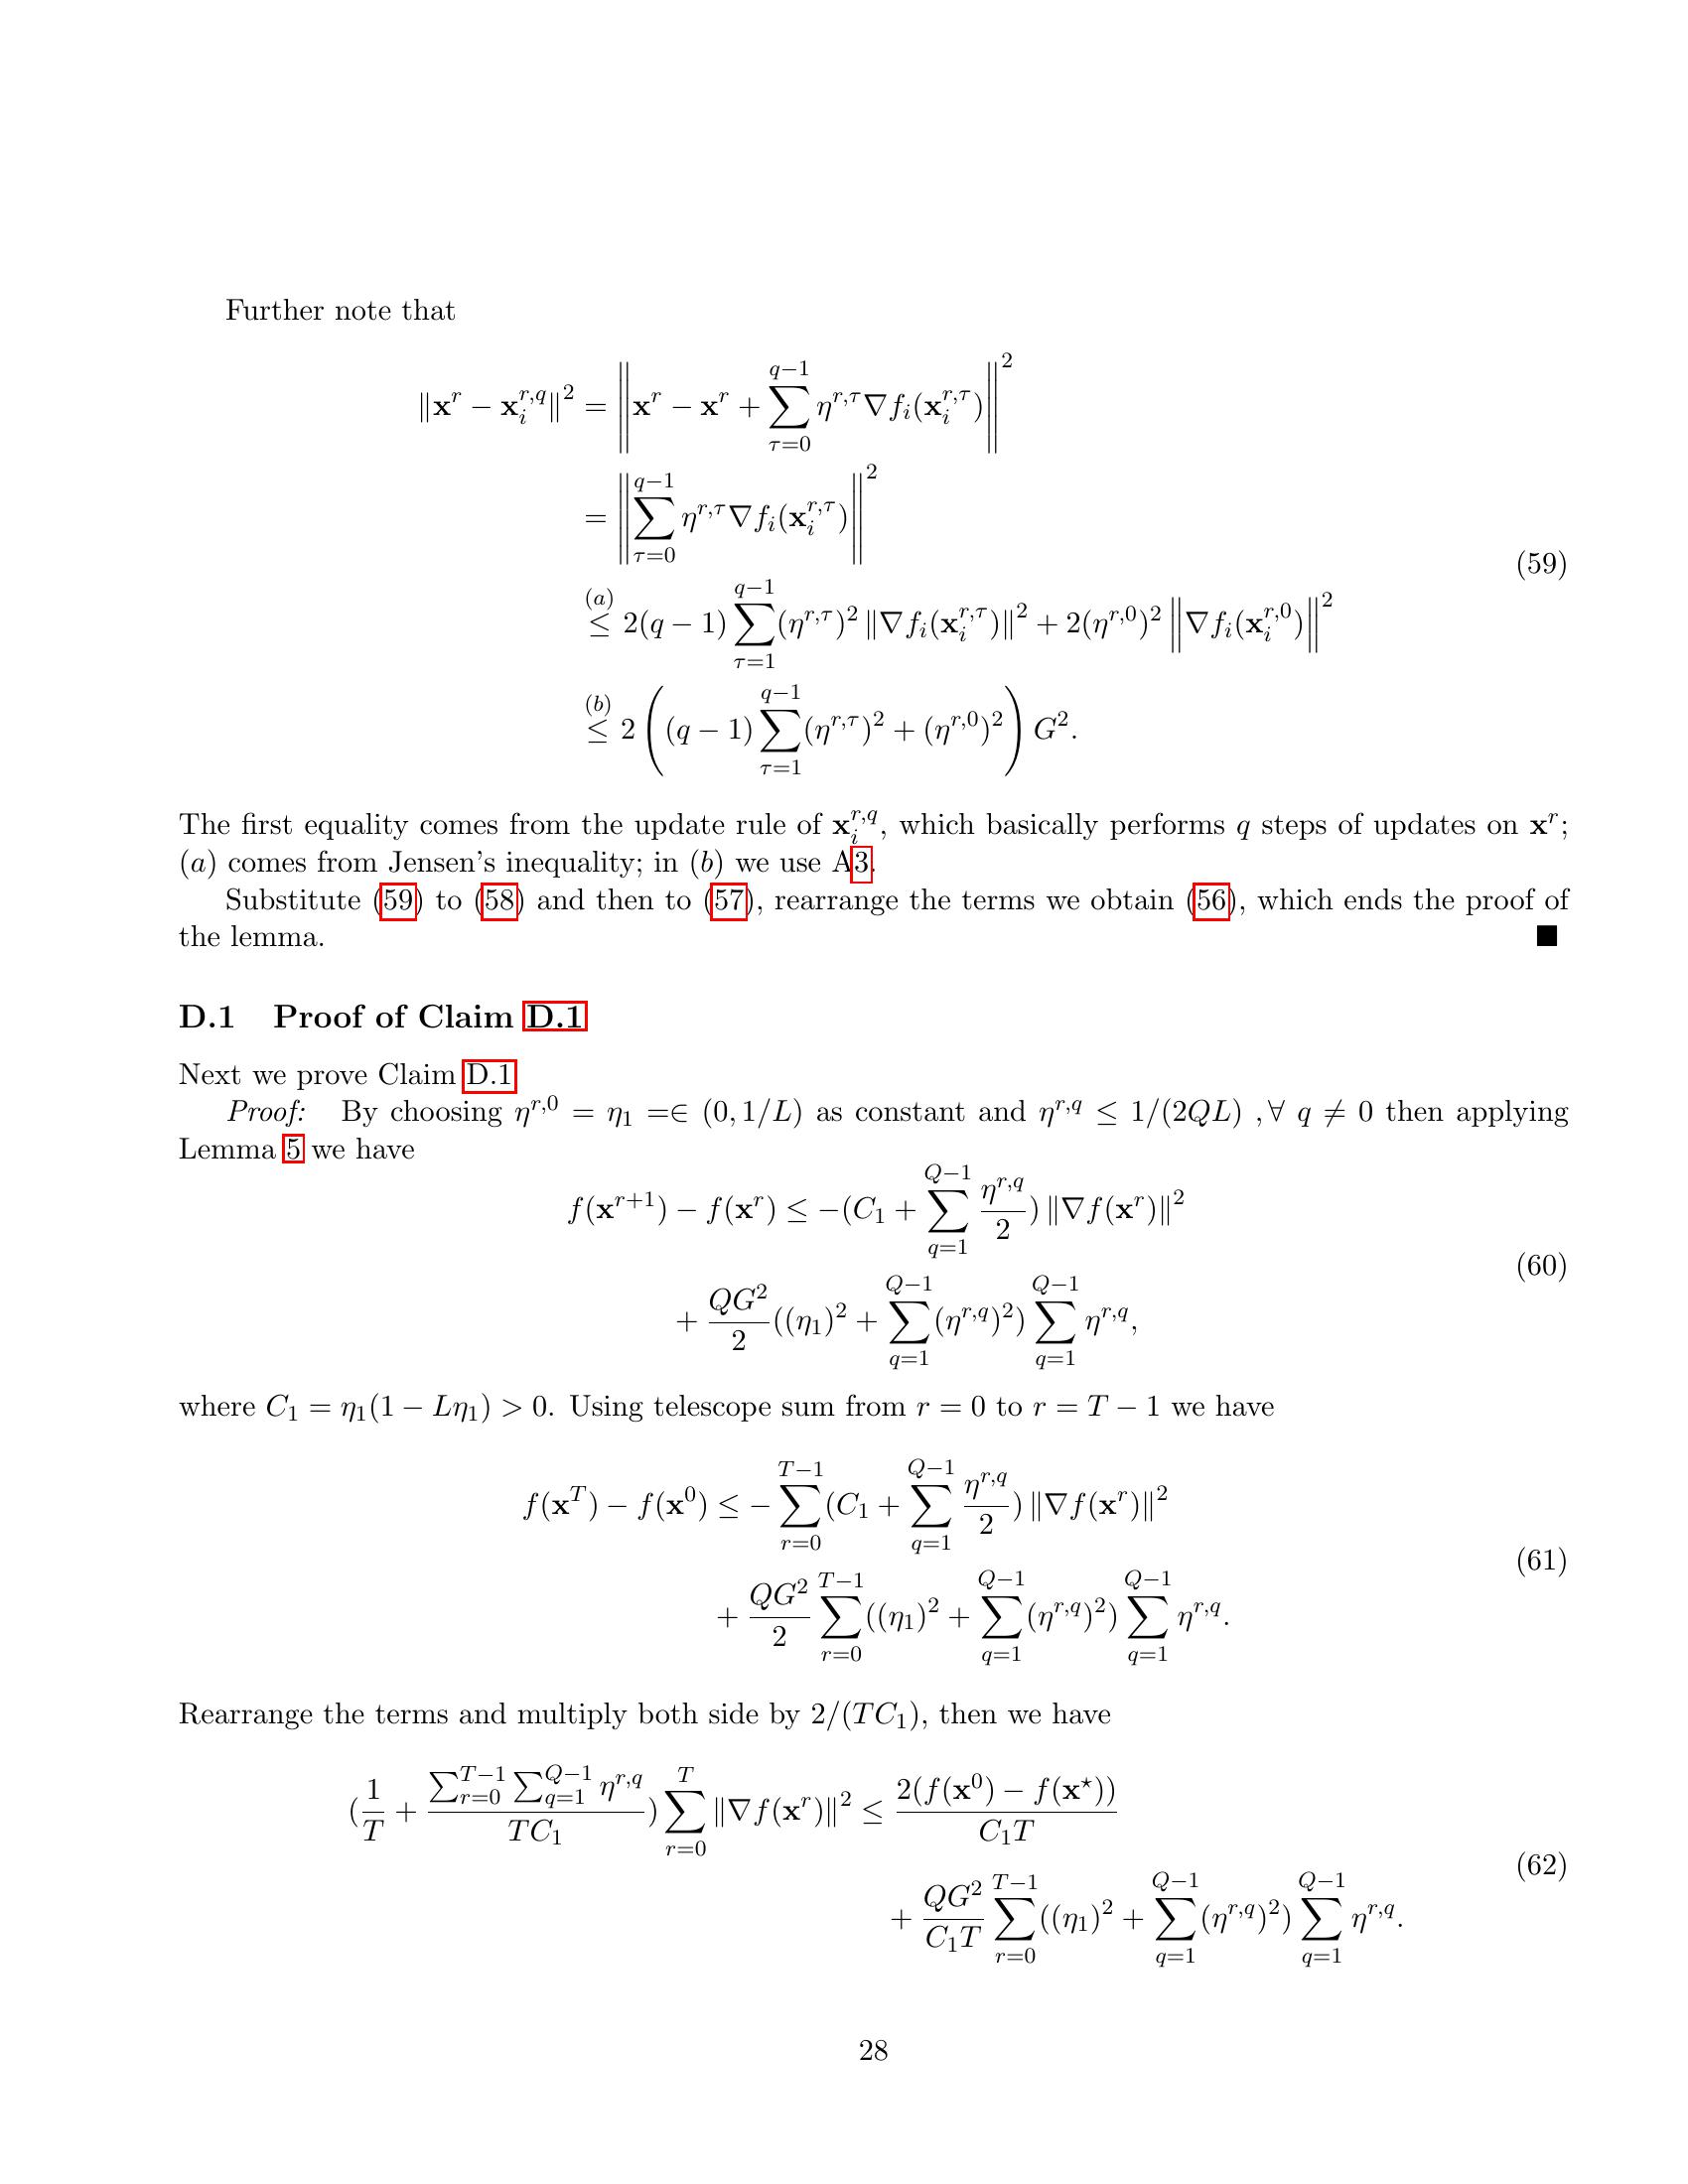 Further note that
$$\|\mathbf{x}^r - \mathbf{x}_i^{r,q}\|^2 = \left\|\mathbf{x}^r - \mathbf{x}^r + \sum_{\tau=0}^{q-1} \eta^{r,\tau} \nabla f_i(\mathbf{x}_i^{r,\tau})\right\|^2$$
$$= \left\|\sum_{\tau=0}^{q-1} \eta^{r,\tau} \nabla f_i(\mathbf{x}_i^{r,\tau})\right\|^2$$
(59)
$$\overset{(a)}{\leq} 2(q-1) \sum_{\tau=1}^{q-1} (\eta^{r,\tau})^2 \|\nabla f_i(\mathbf{x}_i^{r,\tau})\|^2 + 2(\eta^{r,0})^2 \left\|\nabla f_i(\mathbf{x}_i^{r,0})\right\|^2$$
$$\overset{(b)}{\leq} 2\left((q-1) \sum_{\tau=1}^{q-1} (\eta^{r,\tau})^2 + (\eta^{r,0})^2\right) G^2.$$
The first equality comes from the update rule of $\mathbf{x}_i^{r,q}$, which basically performs $q$ steps of updates on $\mathbf{x}^r$;
(a) comes from Jensen's inequality; in (b) we use A3.
Substitute (59) to (58) and then to (57), rearrange the terms we obtain (56), which ends the proof of
the lemma. ■
D.1 Proof of Claim D.1
Next we prove Claim D.1
Proof: By choosing $\eta^{r,0} = \eta_1 =\in (0, 1/L)$ as constant and $\eta^{r,q} \leq 1/(2QL)$ , $\forall\ q \neq 0$ then applying
Lemma 5 we have
$$f(\mathbf{x}^{r+1}) - f(\mathbf{x}^r) \leq -(C_1 + \sum_{q=1}^{Q-1} \frac{\eta^{r,q}}{2}) \|\nabla f(\mathbf{x}^r)\|^2$$
(60)
$$+ \frac{QG^2}{2} ((\eta_1)^2 + \sum_{q=1}^{Q-1} (\eta^{r,q})^2) \sum_{q=1}^{Q-1} \eta^{r,q},$$
where $C_1 = \eta_1(1 - L\eta_1) > 0$. Using telescope sum from $r = 0$ to $r = T - 1$ we have
$$f(\mathbf{x}^T) - f(\mathbf{x}^0) \leq -\sum_{r=0}^{T-1} (C_1 + \sum_{q=1}^{Q-1} \frac{\eta^{r,q}}{2}) \|\nabla f(\mathbf{x}^r)\|^2$$
(61)
$$+ \frac{QG^2}{2} \sum_{r=0}^{T-1} ((\eta_1)^2 + \sum_{q=1}^{Q-1} (\eta^{r,q})^2) \sum_{q=1}^{Q-1} \eta^{r,q}.$$
Rearrange the terms and multiply both side by $2/(TC_1)$, then we have
$$(\frac{1}{T} + \frac{\sum_{r=0}^{T-1} \sum_{q=1}^{Q-1} \eta^{r,q}}{TC_1}) \sum_{r=0}^{T} \|\nabla f(\mathbf{x}^r)\|^2 \leq \frac{2(f(\mathbf{x}^0) - f(\mathbf{x}^\star))}{C_1 T}$$
(62)
$$+ \frac{QG^2}{C_1 T} \sum_{r=0}^{T-1} ((\eta_1)^2 + \sum_{q=1}^{Q-1} (\eta^{r,q})^2) \sum_{q=1}^{Q-1} \eta^{r,q}.$$
28